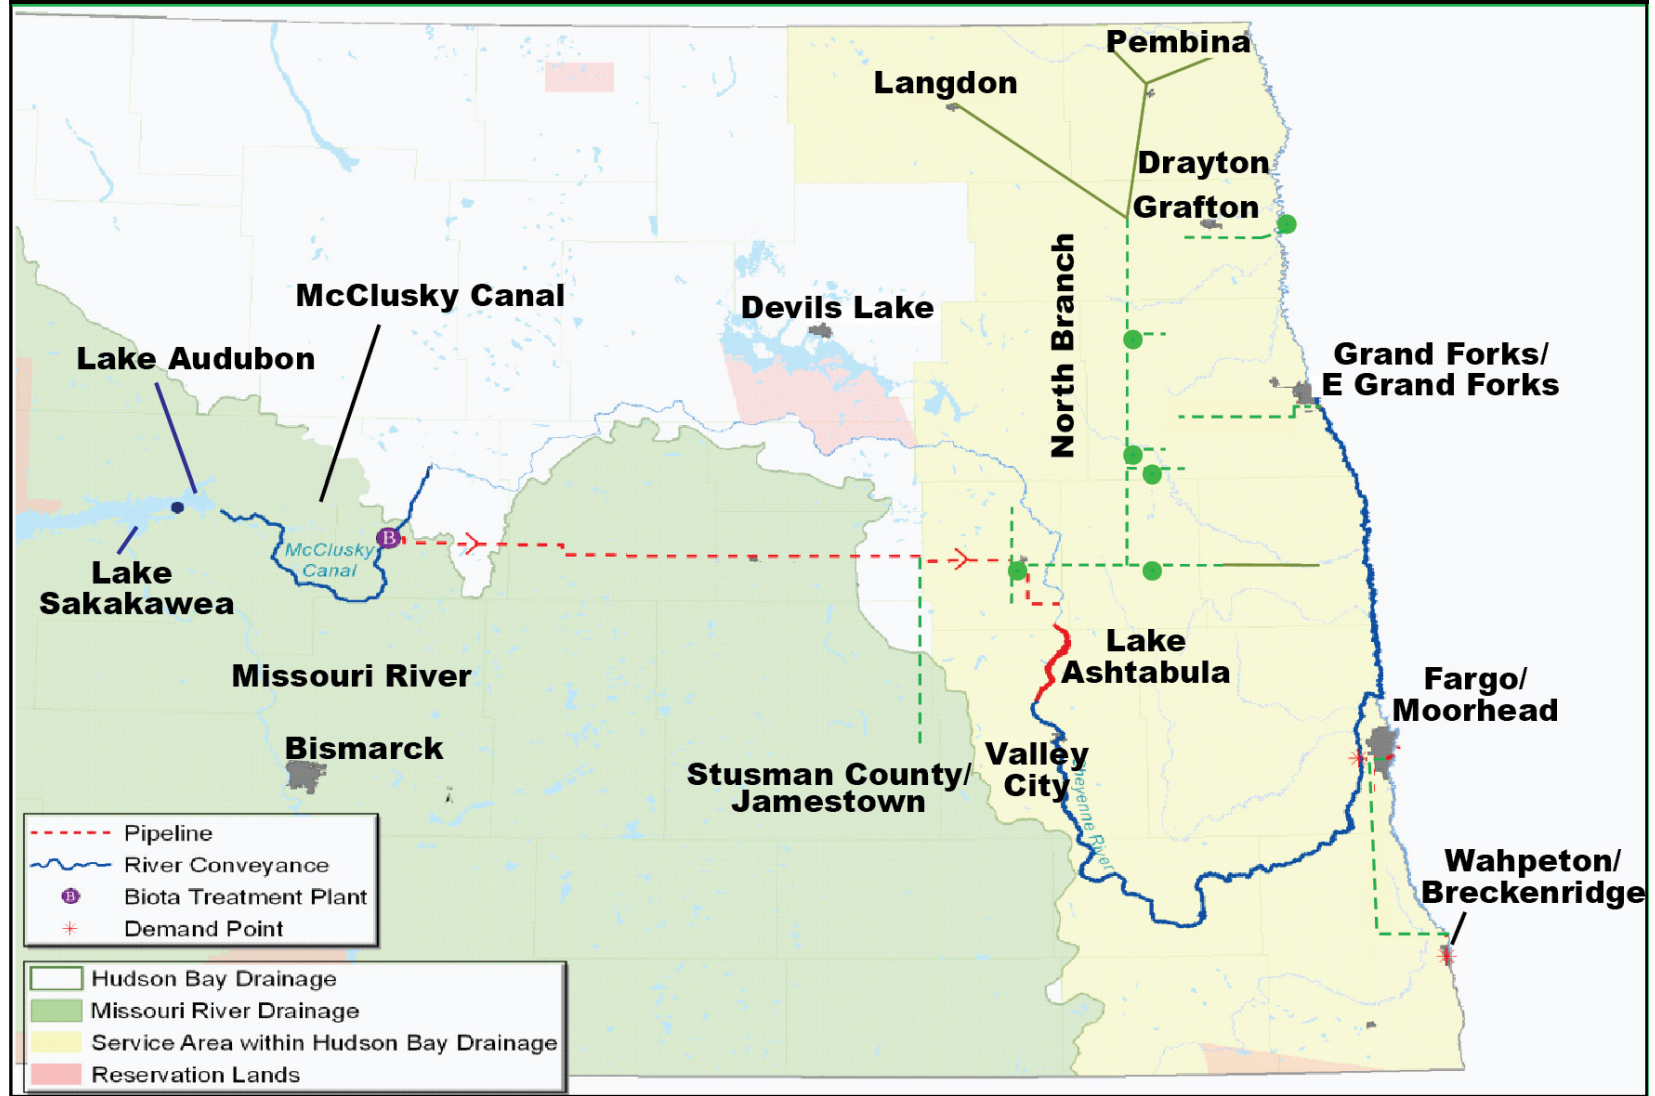 Pembina
Langdon
Drayton
Grafton
North Branch
McClusky Canal
Devils Lake
Lake Audubon
Grand Forks/
E Grand Forks
B
McClusky
Canal
Lake
Sakakawea
Lake
Ashtabula
Missouri River
Fargo/
Moorhead
Bismarck
Valley
City
Stusman County/
Jamestown
Sheyenne River
Wahpeton/
Breckenridge
Pipeline
River Conveyance
B Biota Treatment Plant
Demand Point
Hudson Bay Drainage
Missouri River Drainage
Service Area within Hudson Bay Drainage
Reservation Lands